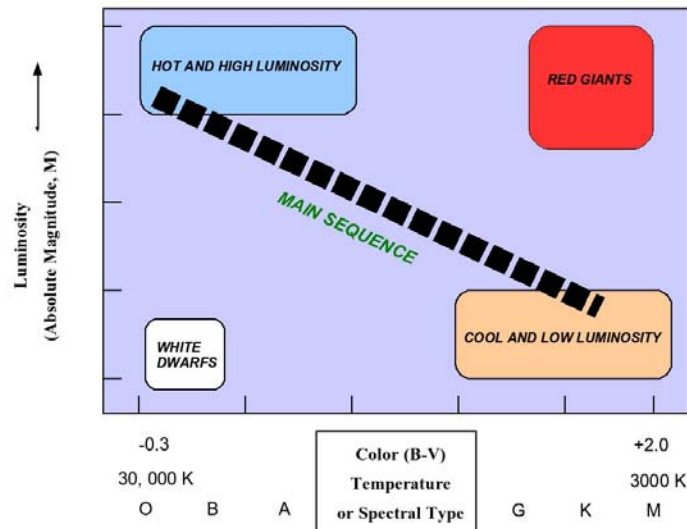 HOT AND HIGH LUMINOSITY
RED GIANTS
Luminosity
(Absolute Magnitude, M)
MAIN SEQUENCE
WHITE
DWARFS
COOL AND LOW LUMINOSITY
-0.3
Color (B-V)
+2.0
30, 000 K
Temperature
3000 K
O B A
or Spectral Type
G K M